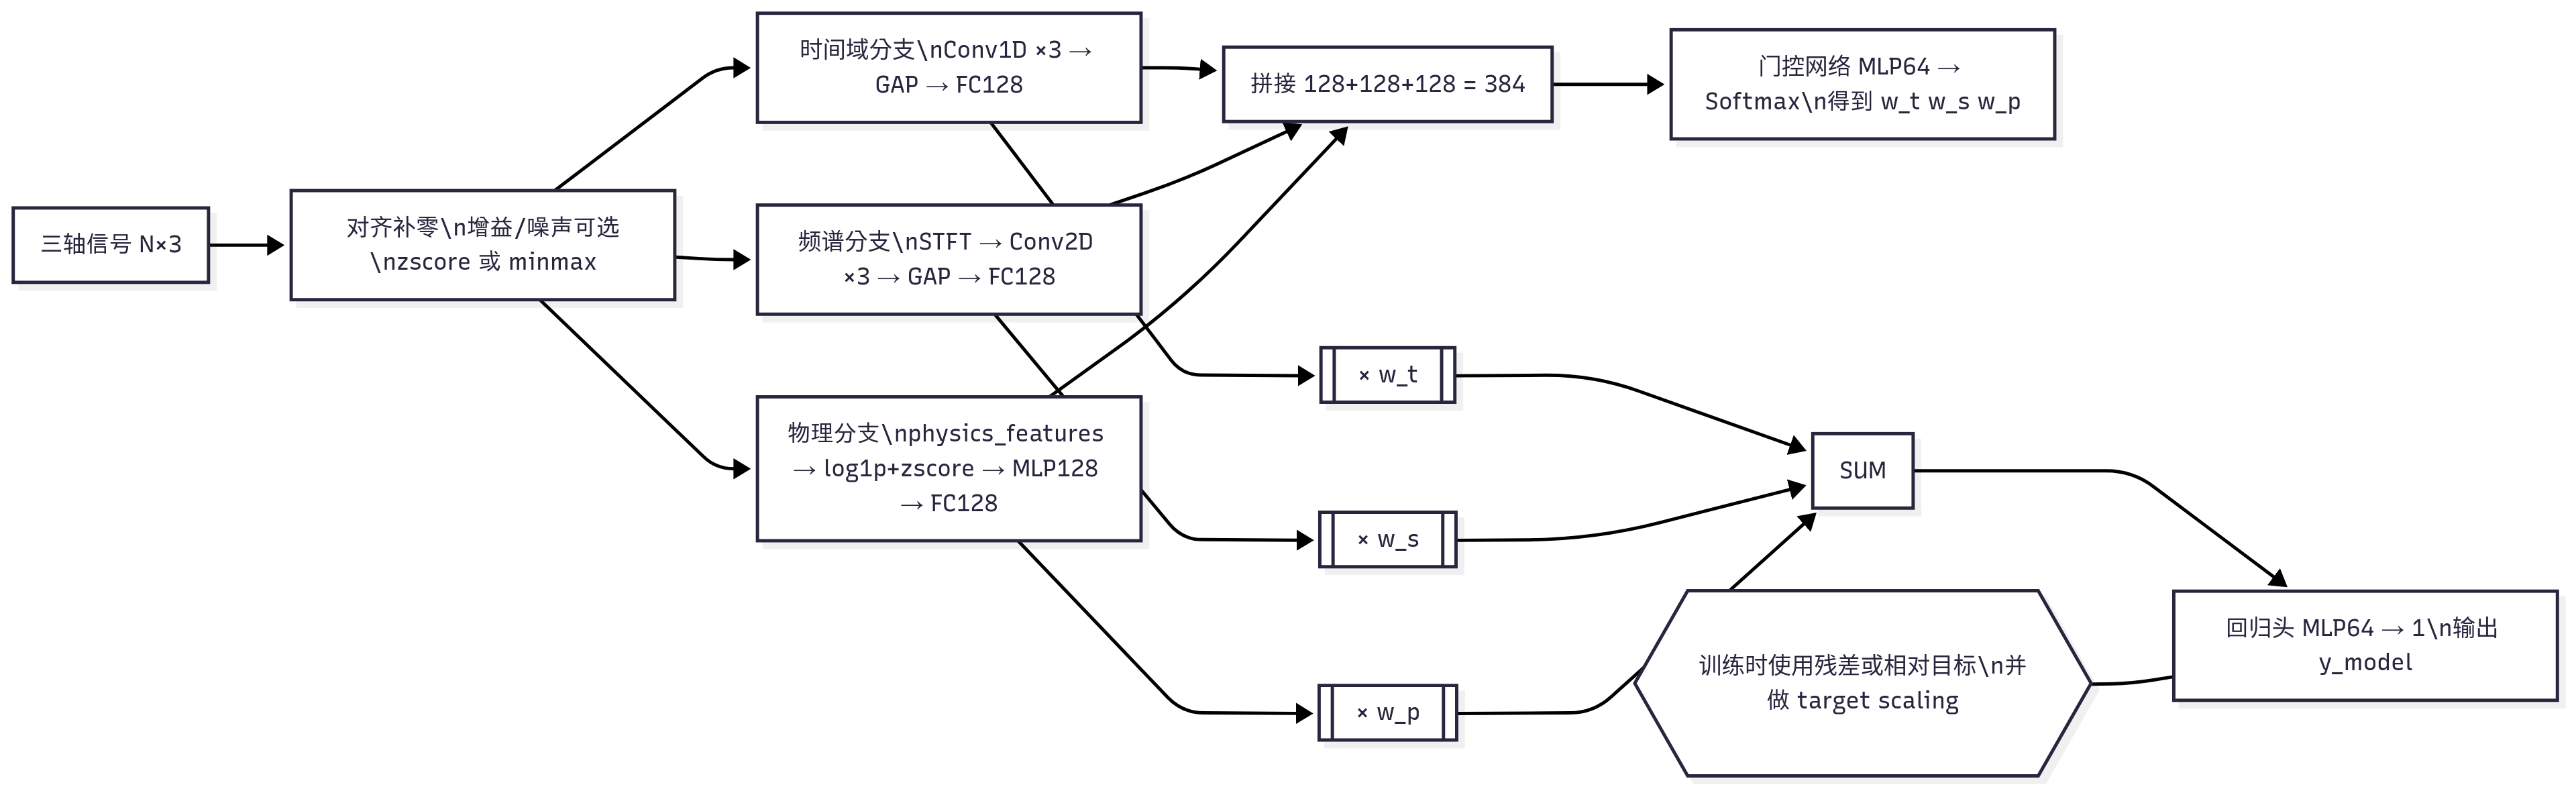 三轴信号 N×3
对齐补零\n增益/噪声可选
\nzscore 或 minmax
时间域分支\nConv1D ×3 →
GAP → FC128
频谱分支\nSTFT → Conv2D
×3 → GAP → FC128
物理分支\nphysics_features
→ log1p+zscore → MLP128
→ FC128
拼接 128+128+128 = 384
门控网络 MLP64 →
Softmax\n得到 w_t w_s w_p
× w_t
× w_s
× w_p
SUM
训练时使用残差或相对目标\n并
做 target scaling
回归头 MLP64 → 1\n输出
y_model